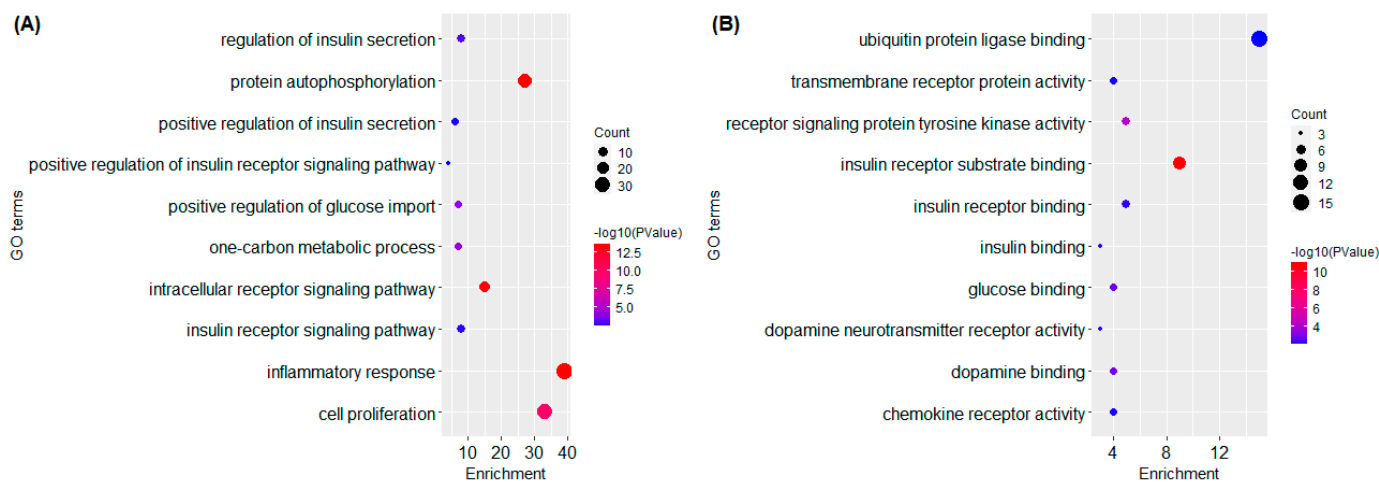 (A)
GO terms
regulation of insulin secretion
protein autophosphorylation
positive regulation of insulin secretion
positive regulation of insulin receptor signaling pathway
positive regulation of glucose import
one-carbon metabolic process
intracellular receptor signaling pathway
insulin receptor signaling pathway
inflammatory response
cell proliferation
10 20 30 40
Enrichment
Count
10
20
30
-log10(PValue)
12.5
10.0
7.5
5.0
(B)
GO terms
ubiquitin protein ligase binding
transmembrane receptor protein activity
receptor signaling protein tyrosine kinase activity
insulin receptor substrate binding
insulin receptor binding
insulin binding
glucose binding
dopamine neurotransmitter receptor activity
dopamine binding
chemokine receptor activity
4 8 12
Enrichment
Count
3
6
9
12
15
-log10(PValue)
10
8
6
4